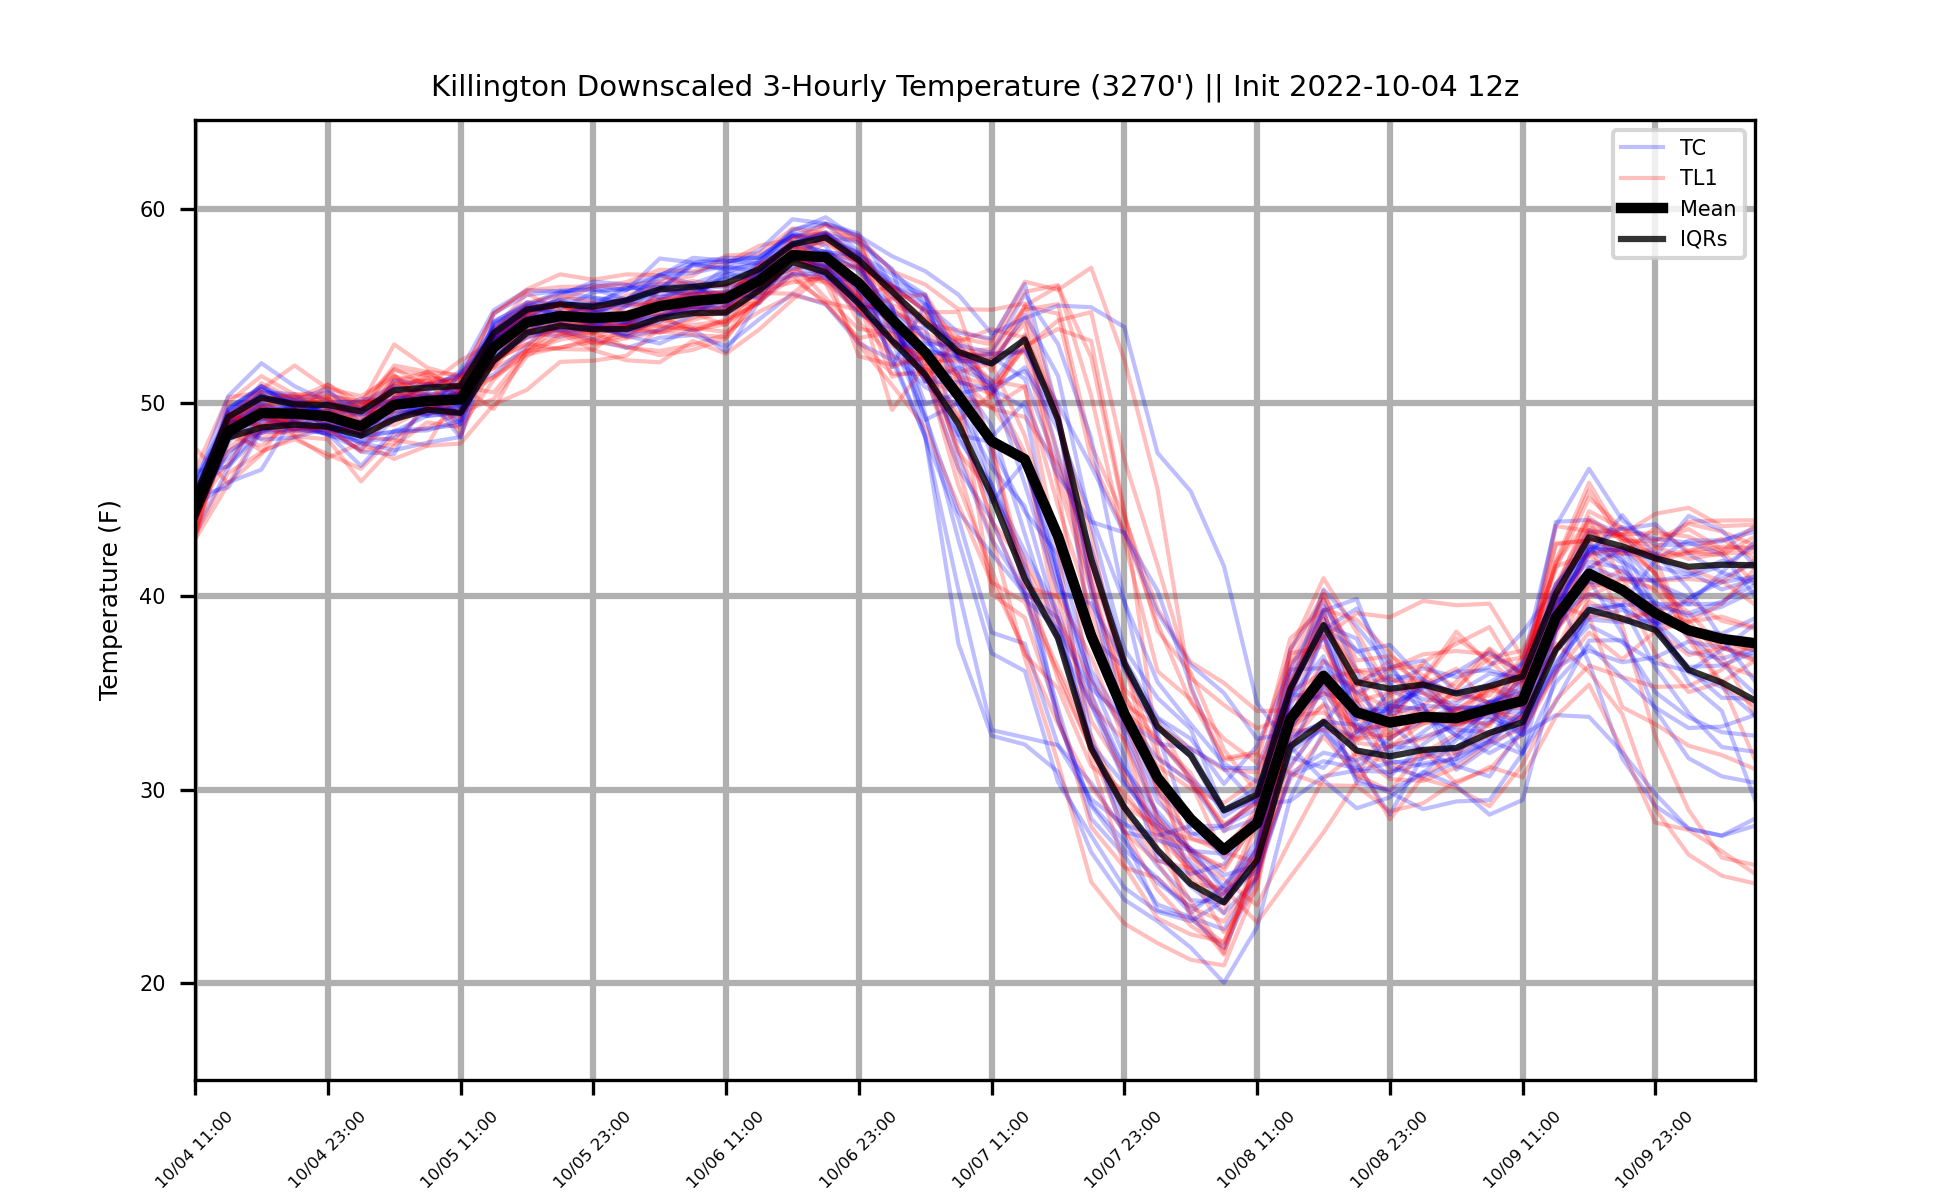 Killington Downscaled 3-Hourly Temperature (3270') || Init 2022-10-04 12z
TC
TL1
Mean
IQRs
Temperature (F)
60
50
40
30
20
10/04 11:00
10/04 23:00
10/05 11:00
10/05 23:00
10/06 11:00
10/06 23:00
10/07 11:00
10/07 23:00
10/08 11:00
10/08 23:00
10/09 11:00
10/09 23:00